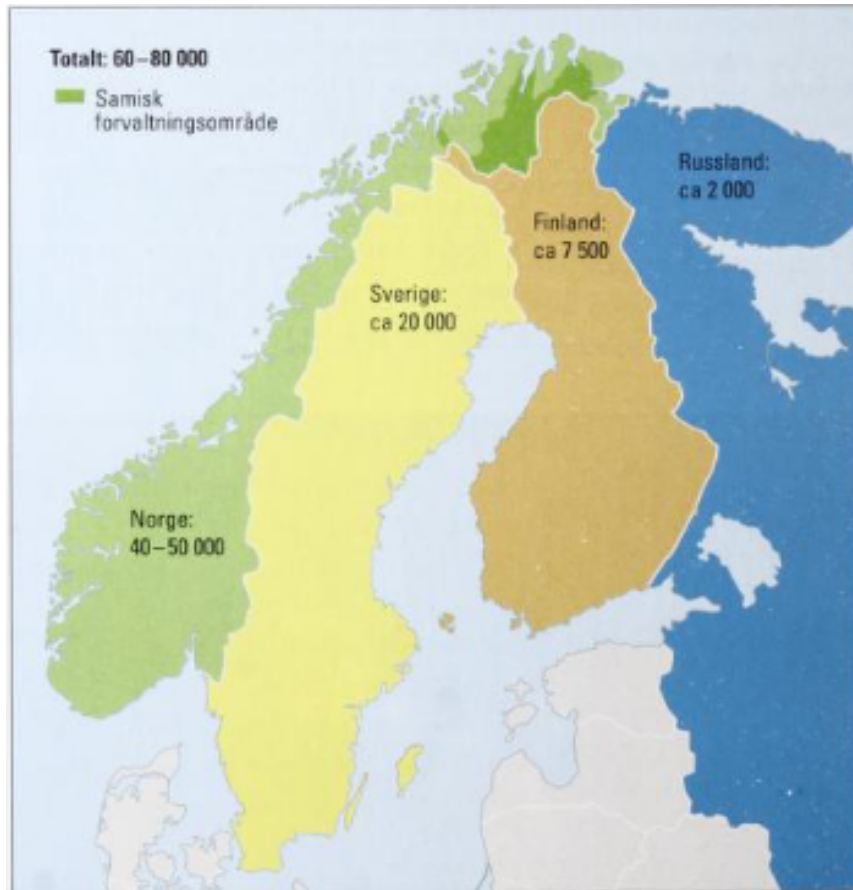 Totalt: 60–80 000
Samisk
forvaltningsområde
Russland:
ca 2 000
Finland:
ca 7 500
Sverige:
ca 20 000
Norge:
40–50 000